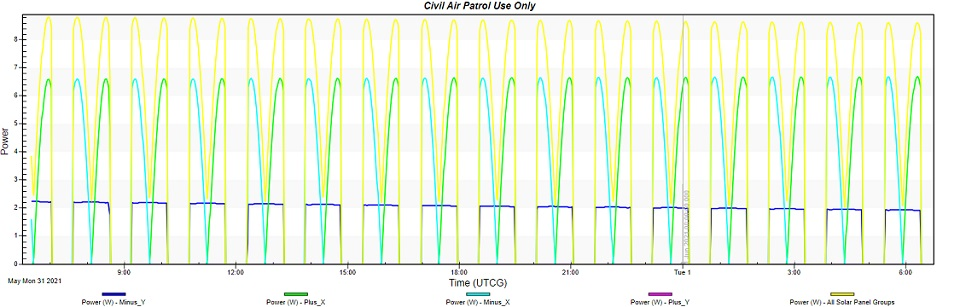 Civil Air Patrol Use Only
8
7
6
5
4
3
2
1
0
Power
9:00 12:00 15:00 18:00 21:00 Tue 1 3:00 6:00
May Mon 31 2021
Time (UTCG)
Power (W) - Minus_Y Power (W) - Plus_X Power (W) - Minus_X Power (W) - Plus_Y Power (W) - All Solar Panel Groups